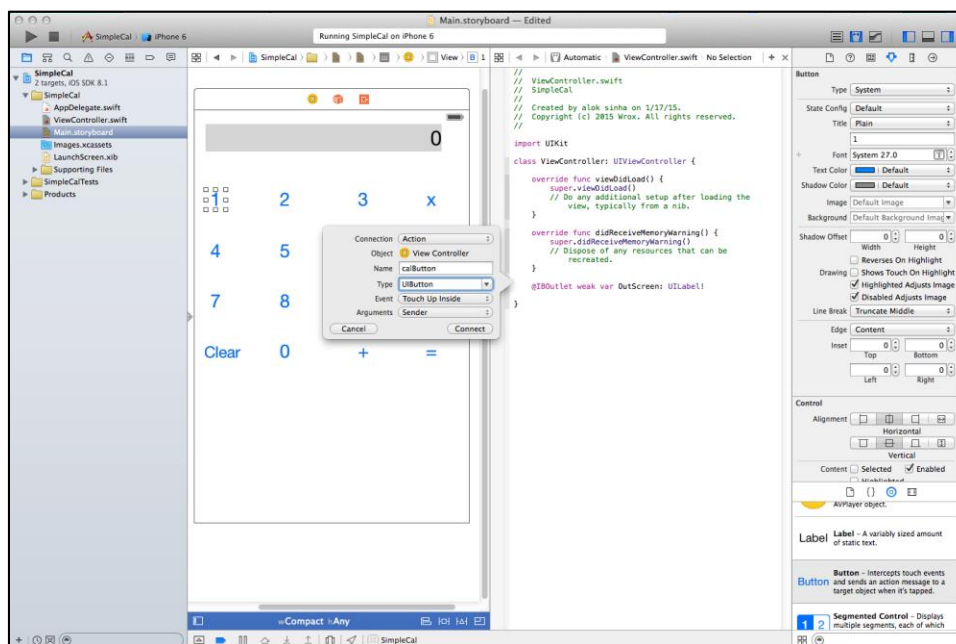 Main.storyboard — Edited
SimpleCal
iPhone 6
Running SimpleCal on iPhone 6
SimpleCal
View
1
Automatic
ViewController.swift
No Selection
SimpleCal
2 targets, iOS SDK 8.1
SimpleCal
AppDelegate.swift
ViewController.swift
Main.storyboard
Images.xcassets
LaunchScreen.xib
Supporting Files
SimpleCalTests
Products
0
1 2 3 x
4 5
7 8
Clear 0 + =
Connection Action
Object View Controller
Name calButton
Type UIButton
Event Touch Up Inside
Arguments Sender
Cancel Connect
wCompact hAny
//
// ViewController.swift
// SimpleCal
//
// Created by alok sinha on 1/17/15.
// Copyright (c) 2015 Wrox. All rights reserved.
//
import UIKit
class ViewController: UIViewController {
override func viewDidLoad() {
super.viewDidLoad()
// Do any additional setup after loading the
view, typically from a nib.
}
override func didReceiveMemoryWarning() {
super.didReceiveMemoryWarning()
// Dispose of any resources that can be
recreated.
}
@IBOutlet weak var OutScreen: UILabel!
}
SimpleCal
Button
Type System
State Config Default
Title Plain
1
Font System 27.0
Text Color Default
Shadow Color Default
Image Default Image
Background Default Background Imag
Shadow Offset 0 0
Width Height
Reverses On Highlight
Drawing Shows Touch On Highlight
Highlighted Adjusts Image
Disabled Adjusts Image
Line Break Truncate Middle
Edge Content
Inset 0 0
Top Bottom
0 0
Left Right
Control
Alignment
Horizontal
Vertical
Content Selected Enabled
Highlighted
AVPlayer object.
Label Label – A variably sized amount
of static text.
Button – Intercepts touch events
Button and sends an action message to a
target object when it's tapped.
Segmented Control – Displays
1 2 multiple segments, each of which